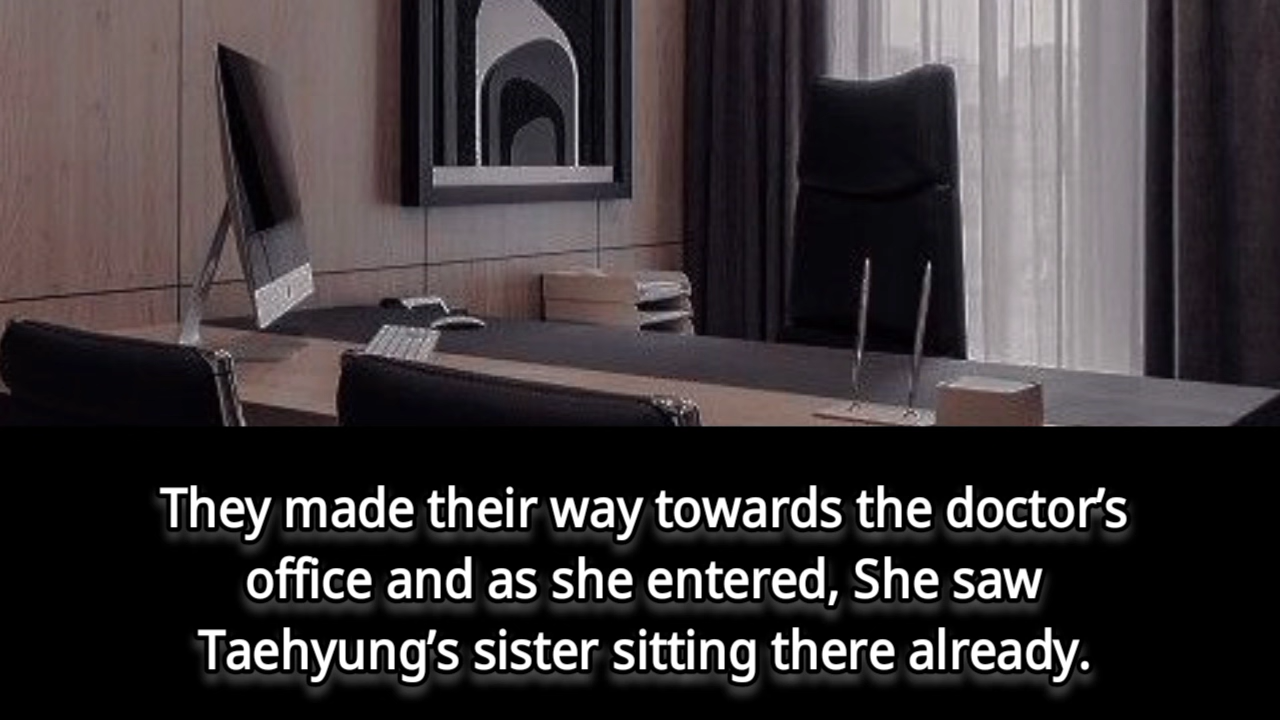 They made their way towards the doctor’s
office and as she entered, She saw
Taehyung’s sister sitting there already.